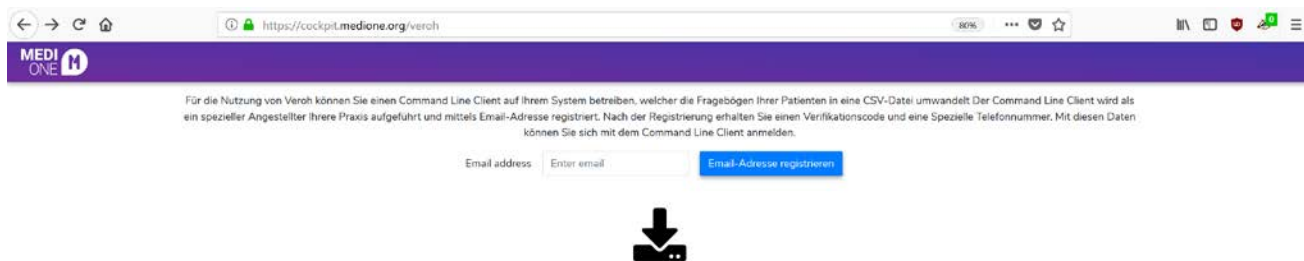 https://cockpit.medione.org/veroh
80%
MEDI
ONE M
Für die Nutzung von Veroh können Sie einen Command Line Client auf Ihrem System betreiben, welcher die Fragebögen Ihrer Patienten in eine CSV-Datei umwandelt Der Command Line Client wird als
ein spezieller Angestellter Ihrere Praxis aufgeführt und mittels Email-Adresse registriert. Nach der Registrierung erhalten Sie einen Verifikationscode und eine Spezielle Telefonnummer. Mit diesen Daten
können Sie sich mit dem Command Line Client anmelden.
Email address Enter email Email-Adresse registrieren